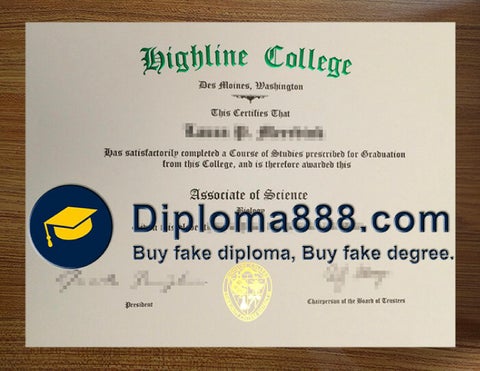 Highline College
Des Moines, Washington
This Certifies That
Has satisfactorily completed a Course of Studies prescribed for Graduation
from this College, and is therefore awarded this
Associate of Science
Biology
Diploma888.com
Buy fake diploma, Buy fake degree.
President
Chairperson of the Board of Trustees